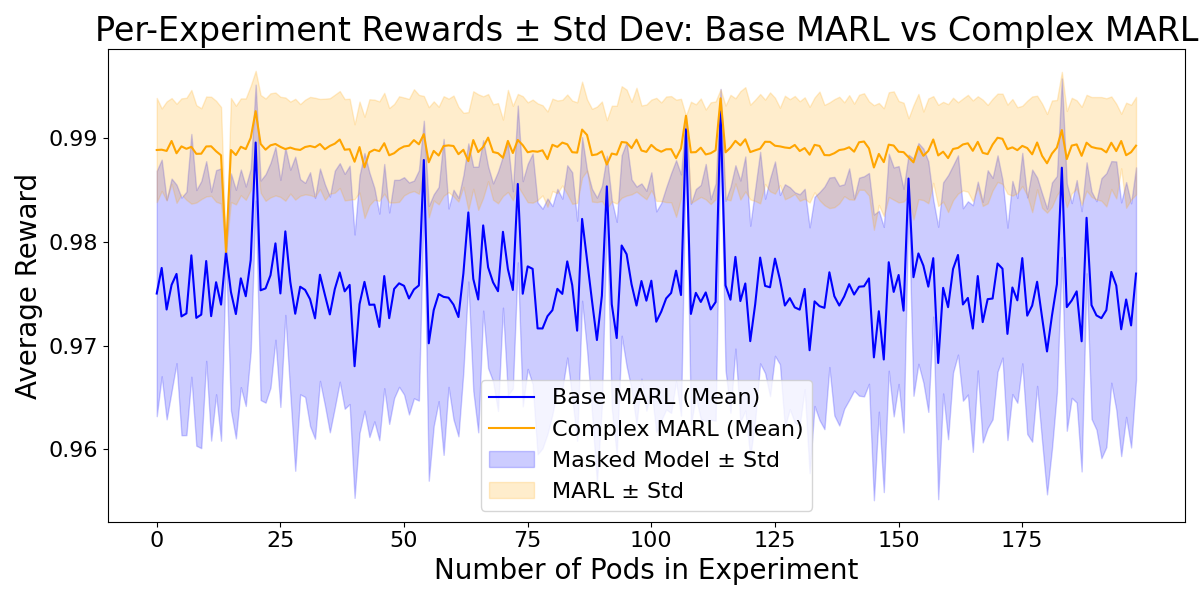 Per-Experiment Rewards ± Std Dev: Base MARL vs Complex MARL
Average Reward
0.99
0.98
0.97
0.96
Base MARL (Mean)
Complex MARL (Mean)
Masked Model ± Std
MARL ± Std
0 25 50 75 100 125 150 175
Number of Pods in Experiment